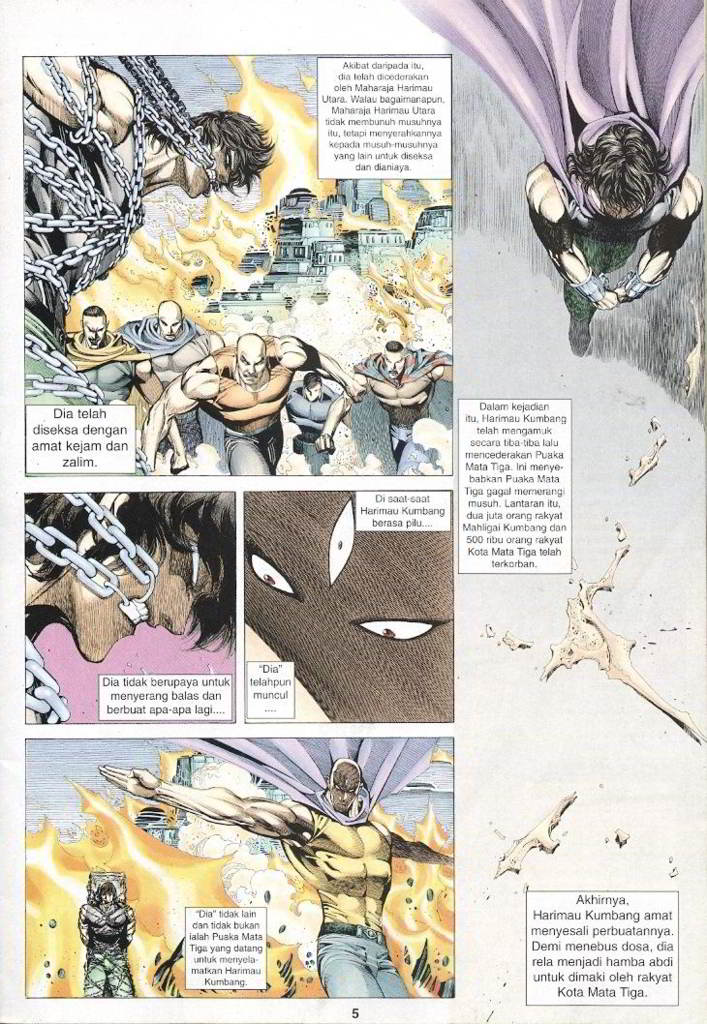 Akibat daripada itu,
dia telah dicederakan
oleh Maharaja Harimau
Utara. Walau bagaimanapun,
Maharaja Harimau Utara
tidak membunuh musuhnya
itu, tetapi menyerahkannya
kepada musuh-musuhnya
yang lain untuk diseksa
dan dianiaya.
Dia telah
diseksa dengan
amat kejam dan
zalim.
Dia tidak berupaya untuk
menyerang balas dan
berbuat apa-apa lagi....
Di saat-saat
Harimau Kumbang
berasa pilu....
"Dia"
telahpun
muncul
....
"Dia" tidak lain
dan tidak bukan
ialah Puaka Mata
Tiga yang datang
untuk menyela-
matkan Harimau
Kumbang.
Dalam kejadian
itu, Harimau Kumbang
telah mengamuk
secara tiba-tiba lalu
mencederakan Puaka
Mata Tiga. Ini menye-
babkan Puaka Mata
Tiga gagal memerangi
musuh. Lantaran itu,
dua juta orang rakyat
Mahligai Kumbang dan
500 ribu orang rakyat
Kota Mata Tiga telah
terkorban.
Akhirnya,
Harimau Kumbang amat
menyesali perbuatannya.
Demi menebus dosa, dia
rela menjadi hamba abdi
untuk dimaki oleh rakyat
Kota Mata Tiga.
5